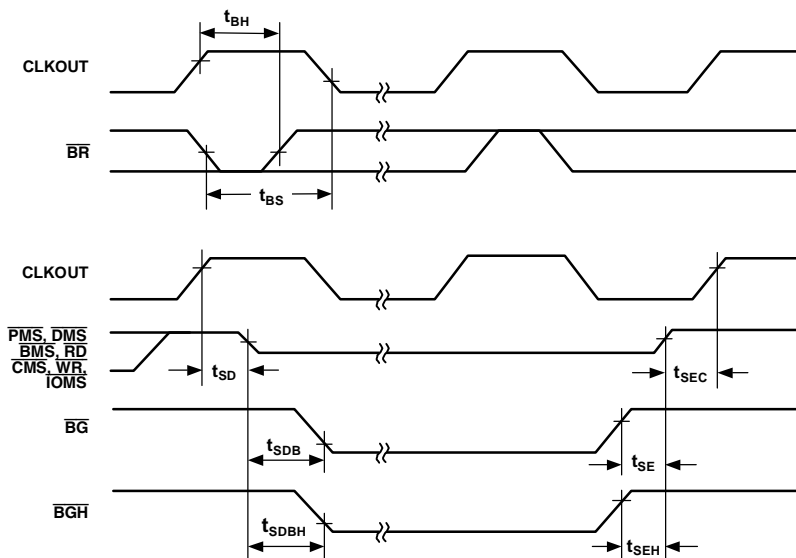 tBH
CLKOUT
BR
tBS
CLKOUT
PMS, DMS
BMS, RD
CMS, WR,
IOMS
tSD
tSEC
BG
tSDB
tSE
BGH
tSDBH
tSEH